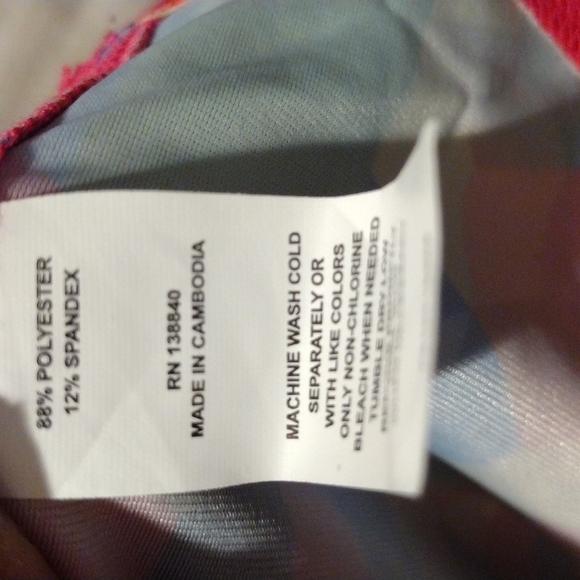 88% POLYESTER
12% SPANDEX
RN 138840
MADE IN CAMBODIA
MACHINE WASH COLD
SEPARATELY OR
WITH LIKE COLORS
ONLY NON-CHLORINE
BLEACH WHEN NEEDED
TUMBLE DRY LOW